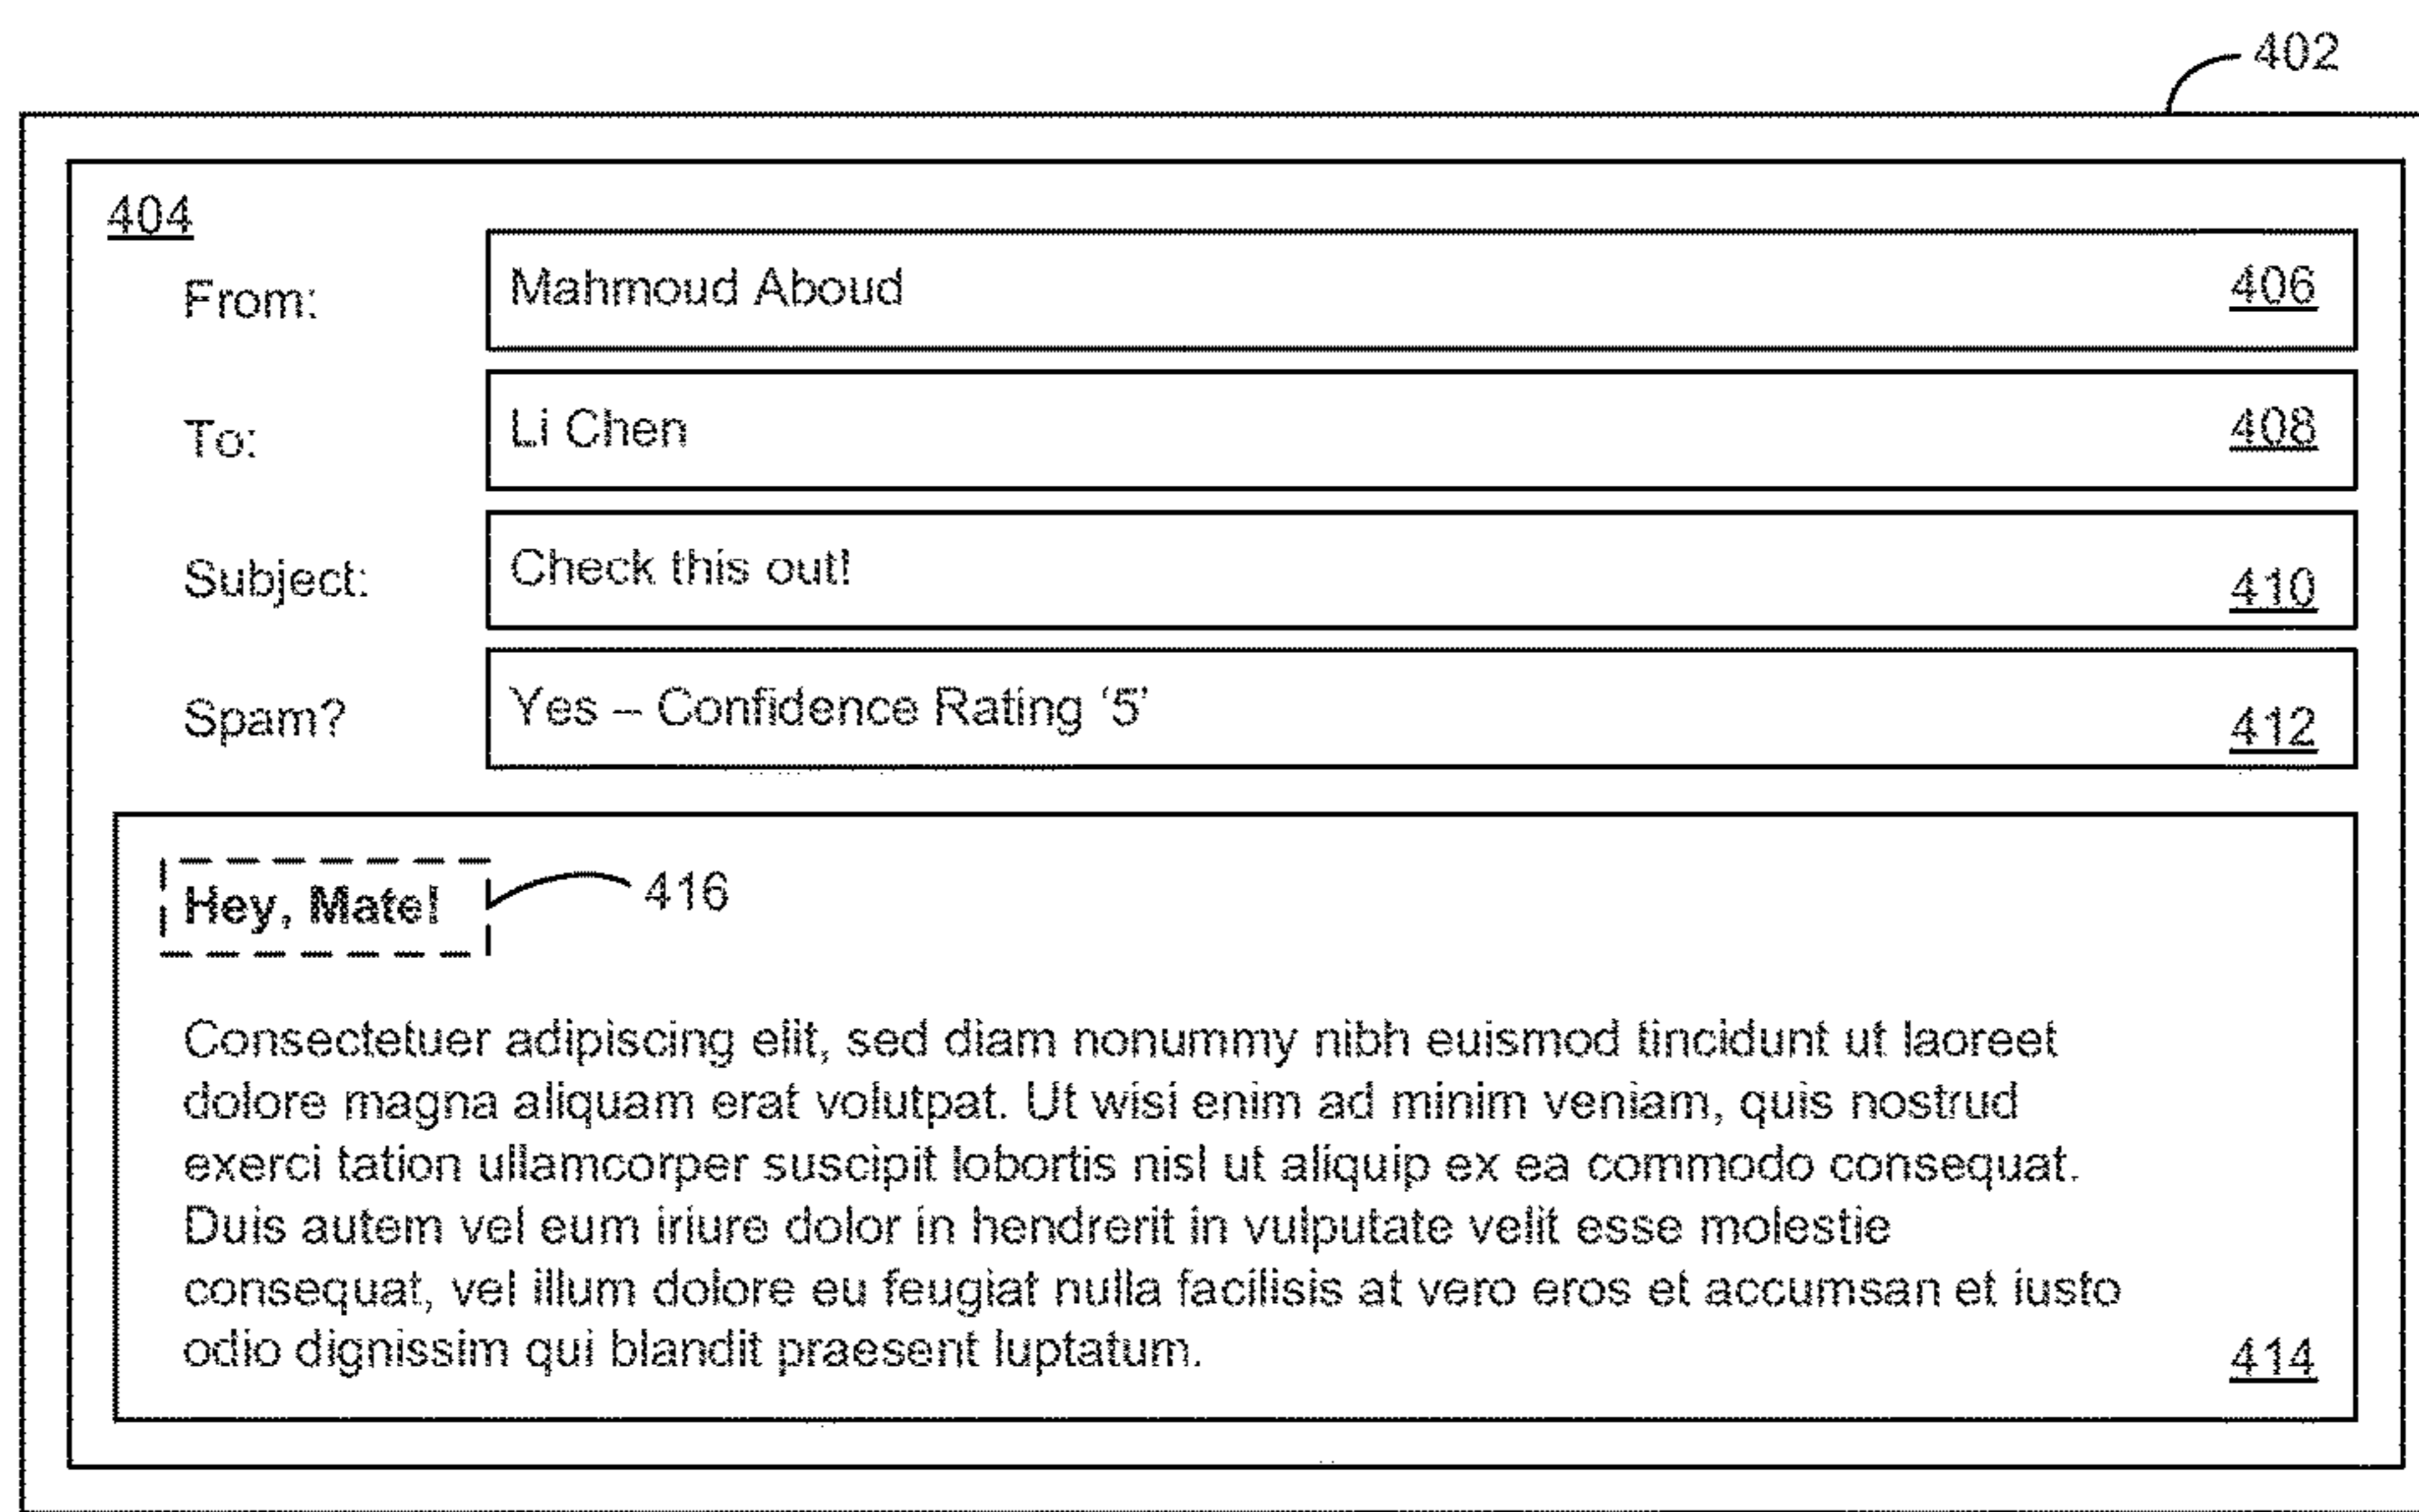 402
404
From: Mahmoud Aboud 406
To: Li Chen 408
Subject: Check this out! 410
Spam? Yes – Confidence Rating ‘5’ 412
Hey, Mate! 416
Consectetuer adipiscing elit, sed diam nonummy nibh euismod tincidunt ut laoreet
dolore magna aliquam erat volutpat. Ut wisi enim ad minim veniam, quis nostrud
exerci tation ullamcorper suscipit lobortis nisl ut aliquip ex ea commodo consequat.
Duis autem vel eum iriure dolor in hendrerit in vulputate velit esse molestie
consequat, vel illum dolore eu feugiat nulla facilisis at vero eros et accumsan et iusto
odio dignissim qui blandit praesent luptatum. 414